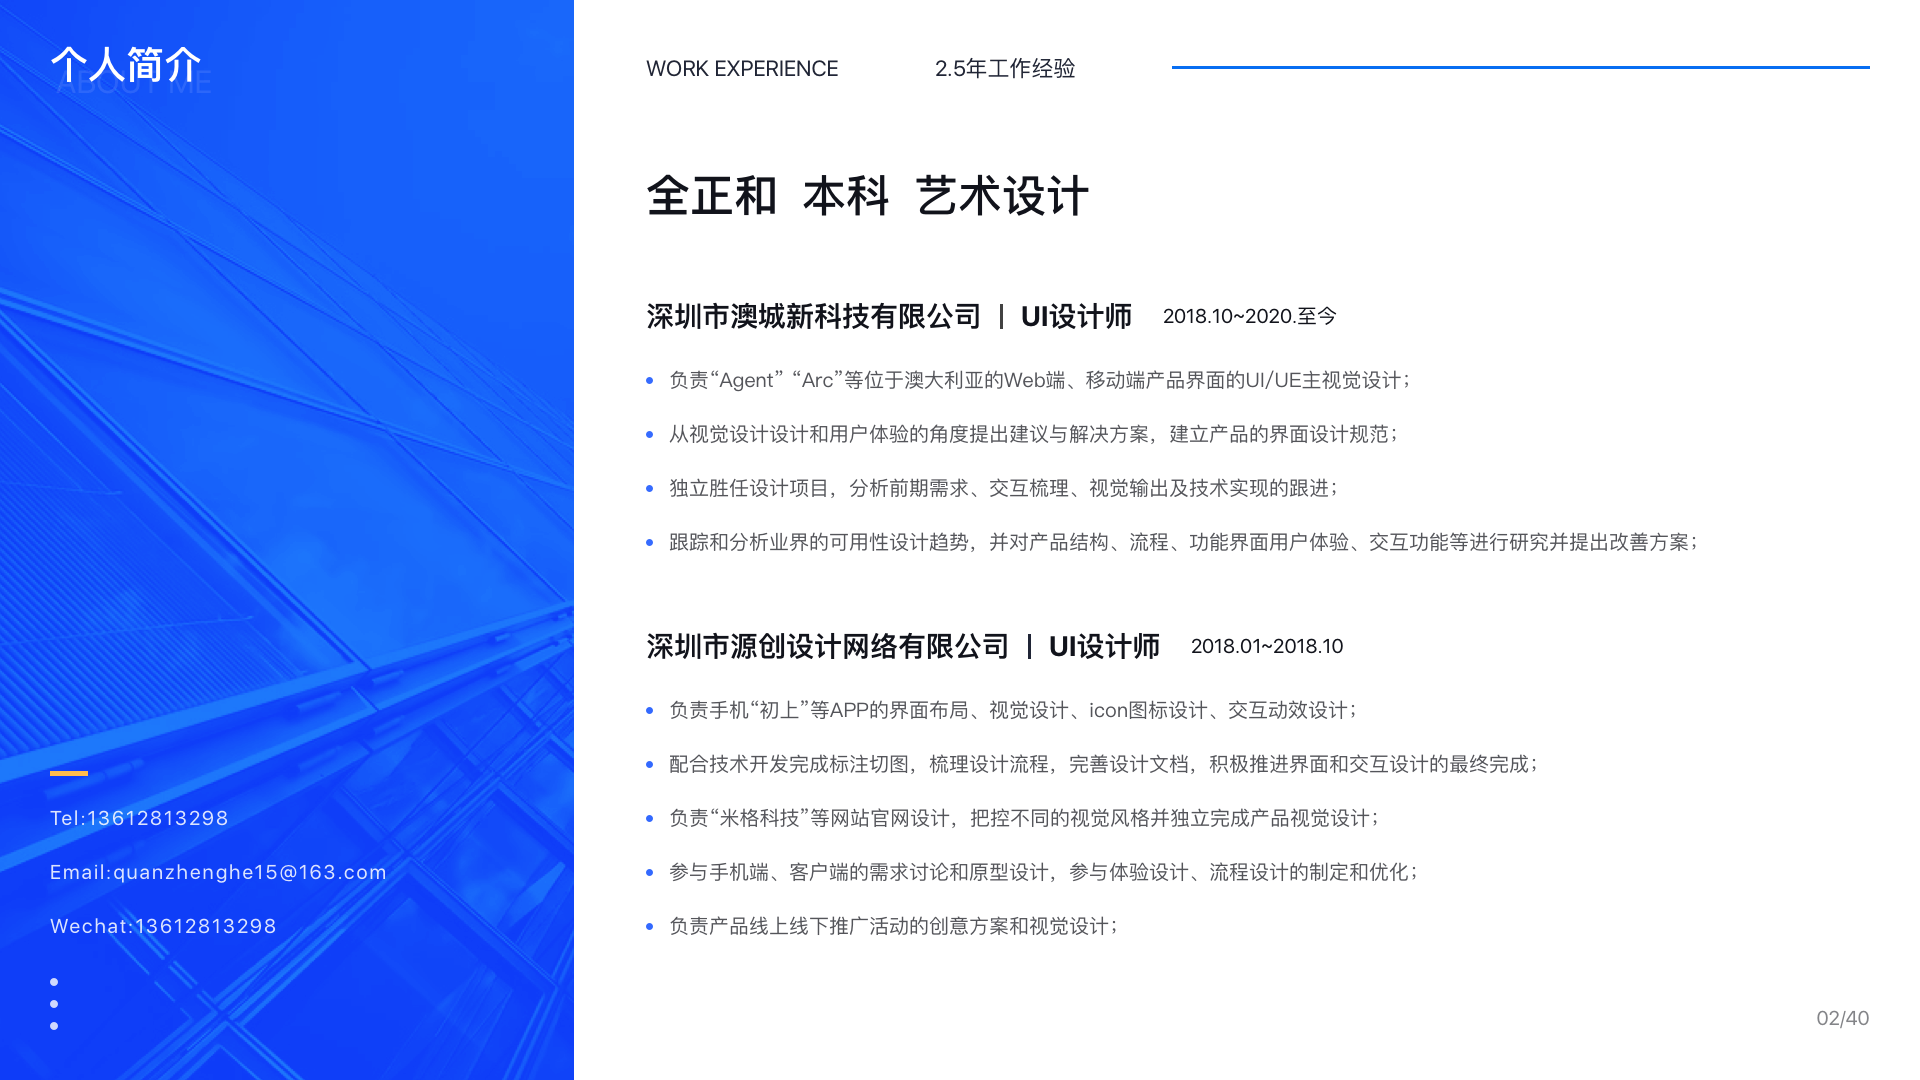 个人简介
ABOUT ME
WORK EXPERIENCE 2.5年工作经验
全正和 本科 艺术设计
深圳市澳城新科技有限公司 | UI设计师 2018.10~2020.至今
负责“Agent” “Arc”等位于澳大利亚的Web端、移动端产品界面的UI/UE主视觉设计；
从视觉设计设计和用户体验的角度提出建议与解决方案，建立产品的界面设计规范；
独立胜任设计项目，分析前期需求、交互梳理、视觉输出及技术实现的跟进；
跟踪和分析业界的可用性设计趋势，并对产品结构、流程、功能界面用户体验、交互功能等进行研究并提出改善方案；
深圳市源创设计网络有限公司 | UI设计师 2018.01~2018.10
负责手机“初上”等APP的界面布局、视觉设计、icon图标设计、交互动效设计；
配合技术开发完成标注切图，梳理设计流程，完善设计文档，积极推进界面和交互设计的最终完成；
负责“米格科技”等网站官网设计，把控不同的视觉风格并独立完成产品视觉设计；
参与手机端、客户端的需求讨论和原型设计，参与体验设计、流程设计的制定和优化；
负责产品线上线下推广活动的创意方案和视觉设计；
Tel:13612813298
Email:quanzhenghe15@163.com
Wechat:13612813298
02/40